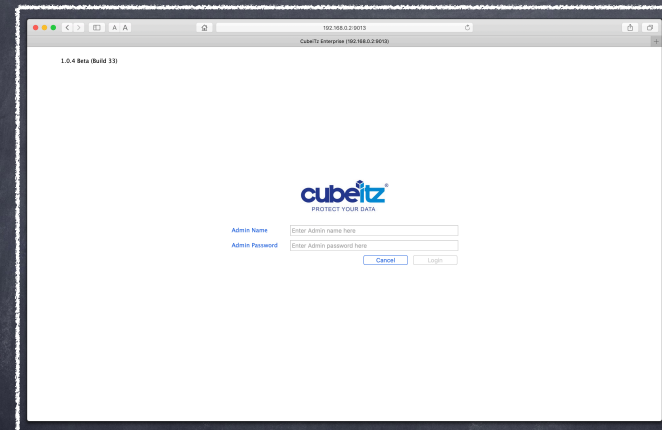 A A
192.168.0.2:9013
CubeiTz Enterprise (192.168.0.2:9013)
1.0.4 Beta (Build 33)
cubeitz®
PROTECT YOUR DATA
Admin Name
Enter Admin name here
Admin Password
Enter Admin password here
Cancel
Login